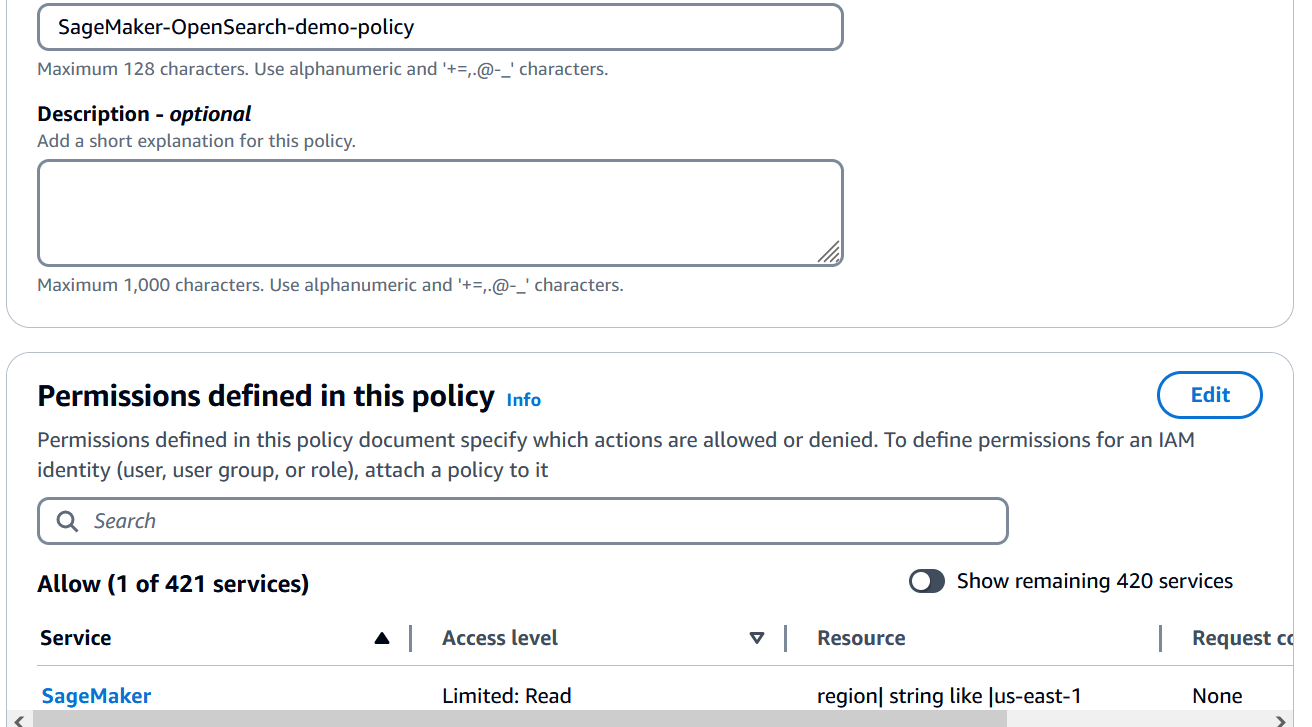 SageMaker-OpenSearch-demo-policy
Maximum 128 characters. Use alphanumeric and '+=,.@-_' characters.
Description - optional
Add a short explanation for this policy.
Maximum 1,000 characters. Use alphanumeric and '+=,.@-_' characters.
Permissions defined in this policy Info
Edit
Permissions defined in this policy document specify which actions are allowed or denied. To define permissions for an IAM
identity (user, user group, or role), attach a policy to it
Search
Allow (1 of 421 services)
Show remaining 420 services
Service Access level Resource Request co
SageMaker Limited: Read region| string like |us-east-1 None